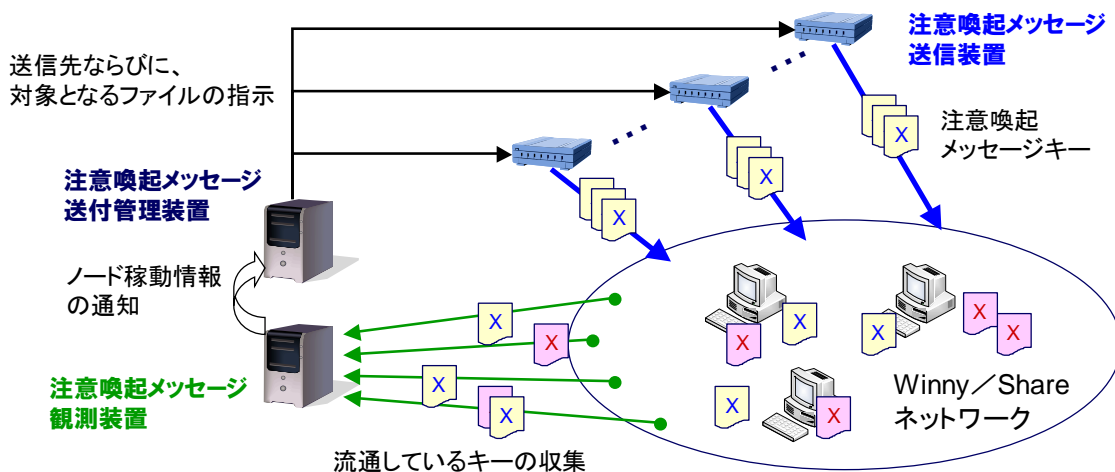 注意喚起メッセージ
送信装置
送信先ならびに、
対象となるファイルの指示
注意喚起
メッセージキー
X
X
X
注意喚起メッセージ
送付管理装置
ノード稼動情報
の通知
X
X
X
X
X
X
X
X
X
X
X
X
X
注意喚起メッセージ
観測装置
Winny／Share
ネットワーク
流通しているキーの収集